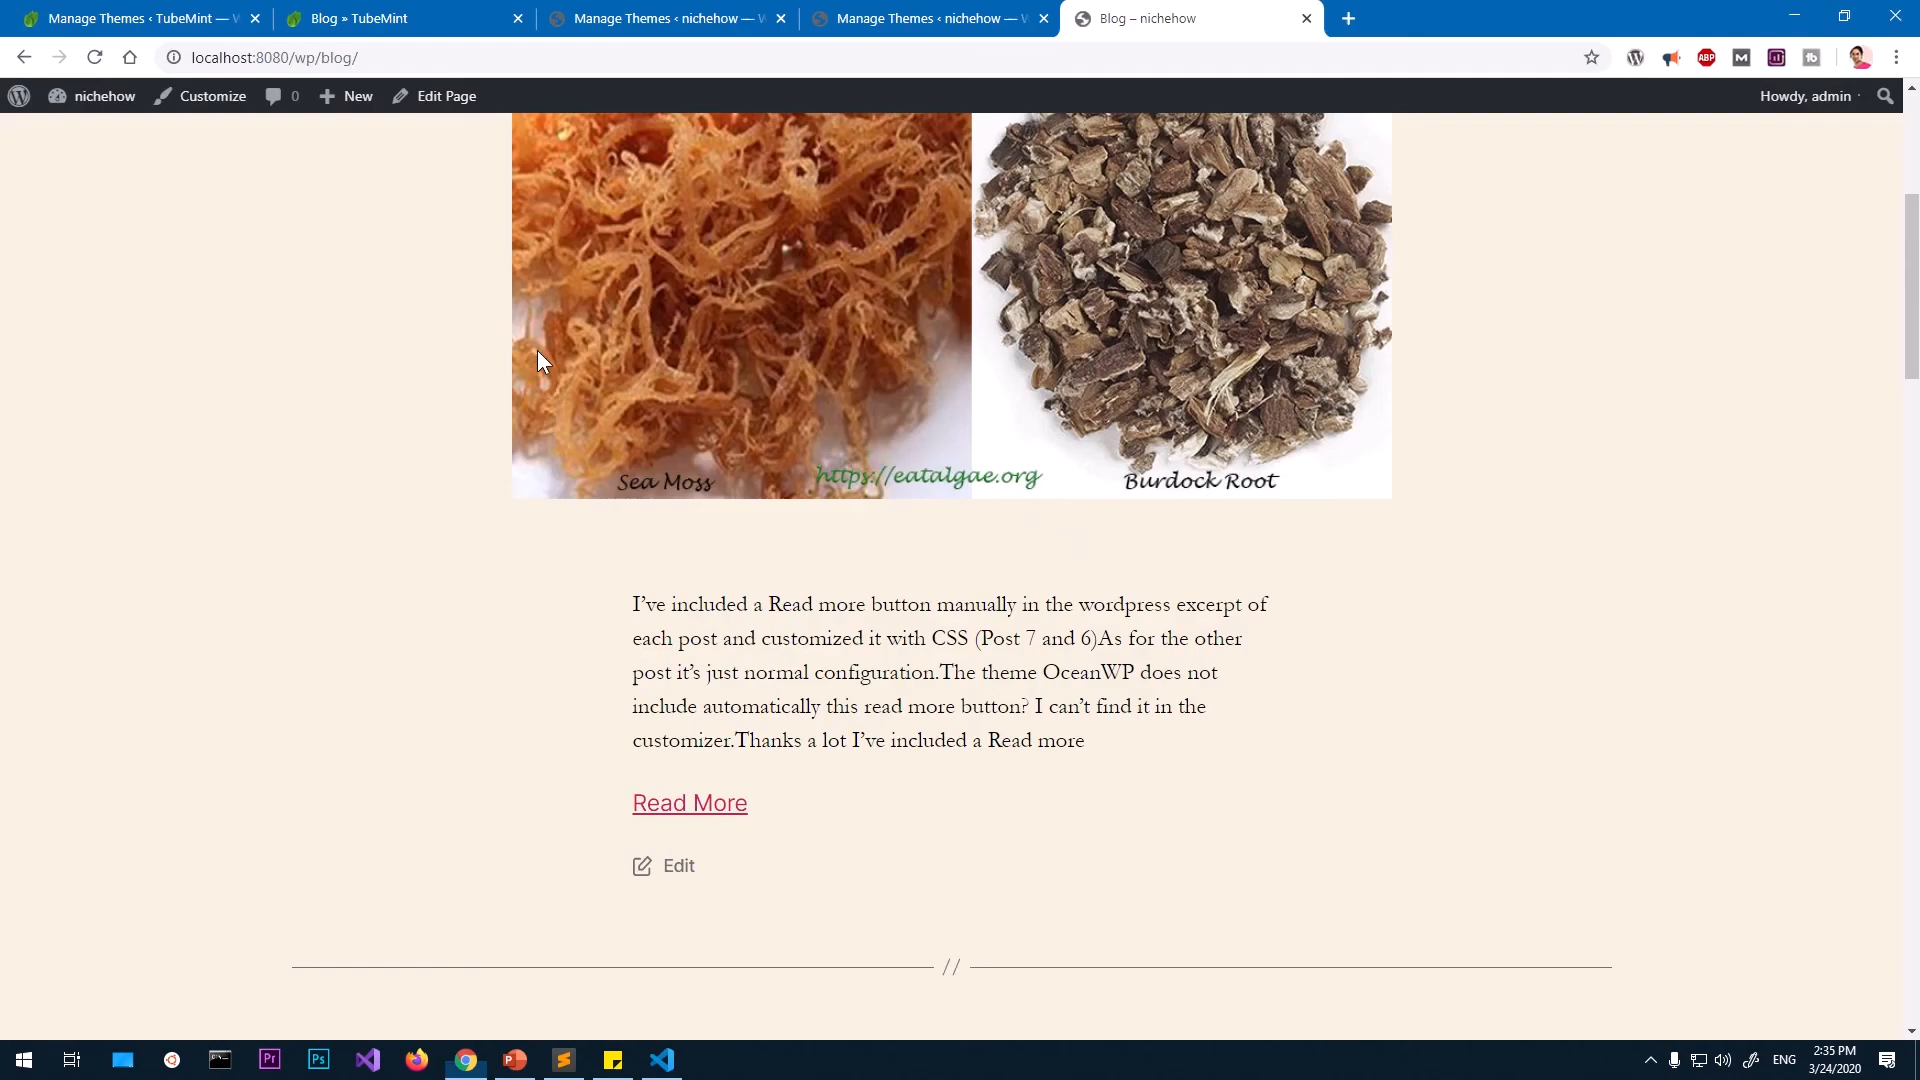 Manage Themes ‹ TubeMint — W
Blog » TubeMint
Manage Themes ‹ nichehow — W
Manage Themes ‹ nichehow — W
Blog – nichehow
localhost:8080/wp/blog/
ABP
nichehow
Customize
0
New
Edit Page
Howdy, admin
Sea Moss
https://eatalgae.org
Burdock Root
I’ve included a Read more button manually in the wordpress excerpt of
each post and customized it with CSS (Post 7 and 6)As for the other
post it’s just normal configuration.The theme OceanWP does not
include automatically this read more button? I can’t find it in the
customizer.Thanks a lot I’ve included a Read more
Read More
Edit
//
Pr
Ps
ENG
2:35 PM
3/24/2020